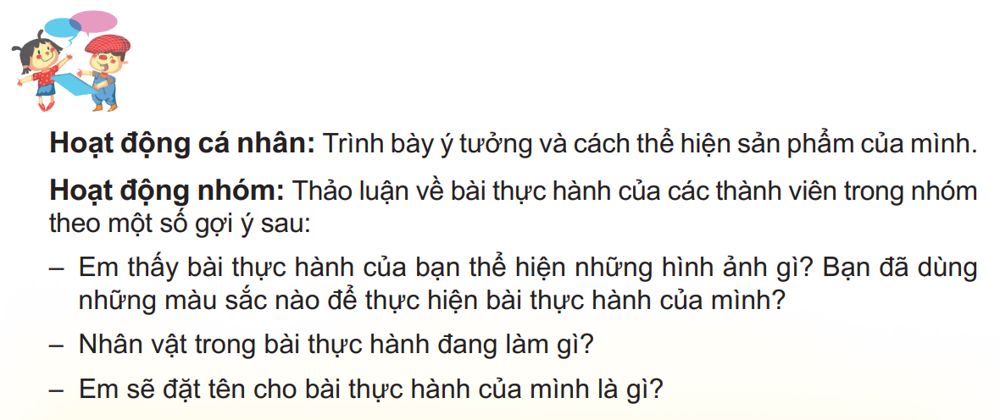 Hoạt động cá nhân: Trình bày ý tưởng và cách thể hiện sản phẩm của mình.
Hoạt động nhóm: Thảo luận về bài thực hành của các thành viên trong nhóm
theo một số gợi ý sau:
– Em thấy bài thực hành của bạn thể hiện những hình ảnh gì? Bạn đã dùng
những màu sắc nào để thực hiện bài thực hành của mình?
– Nhân vật trong bài thực hành đang làm gì?
– Em sẽ đặt tên cho bài thực hành của mình là gì?